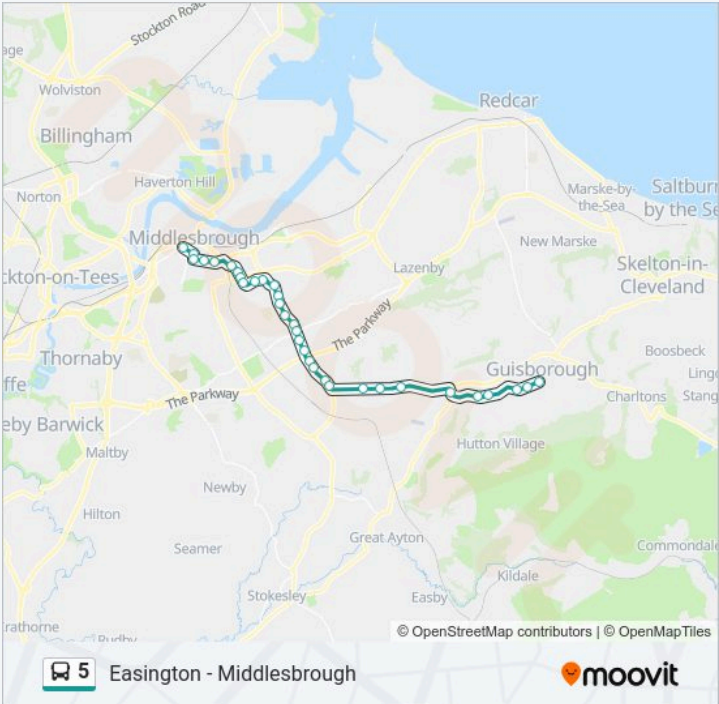 Stockton Road
age
Wolviston
Redcar
Billingham
Haverton Hill
Marske-by-
the-Sea
Saltburn
by the Se
Norton
Middlesbrough
New Marske
Lazenby
ckton-on-Tees
Skelton-in-
Cleveland
The Parkway
Thornaby
Guisborough
Boosbeck
Ling
ffe
The Parkway
Charltons
Stang
eby Barwick
Maltby
Hutton Village
Newby
Hilton
Great Ayton
Seamer
Commondale
Kildale
Stokesley
Easby
rathorne
Rudby
© OpenStreetMap contributors | © OpenMapTiles
5 Easington - Middlesbrough
moovit